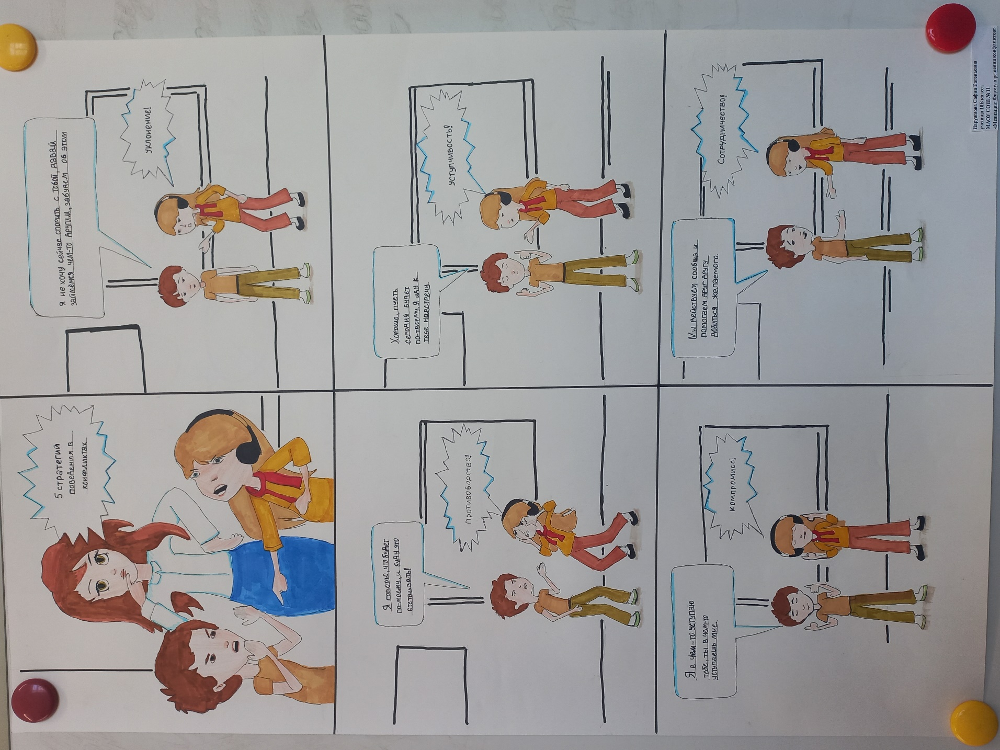 5 стратегий
поведения в
конфликтах
Я не хочу сейчас спорить с тобой, давай
займёмся чем-то другим, забудем об этом
уклонение!
Я говорю, что будет
по-моему, и буду это
отстаивать!
противоборство!
Хорошо, пусть
сегодня будет
по-твоему. Я иду к
тебе навстречу.
уступчивость!
Я в чем-то уступаю
тебе, ты в чем-то
уступаешь мне.
компромисс!
Мы действуем сообща и
помогаем друг другу
добиться желаемого.
Сотрудничество!
Наружнова София Евгеньевна
ученица 10Б класса
МАОУ СОШ № 11
«Медиация: Формула решения конфликтов»